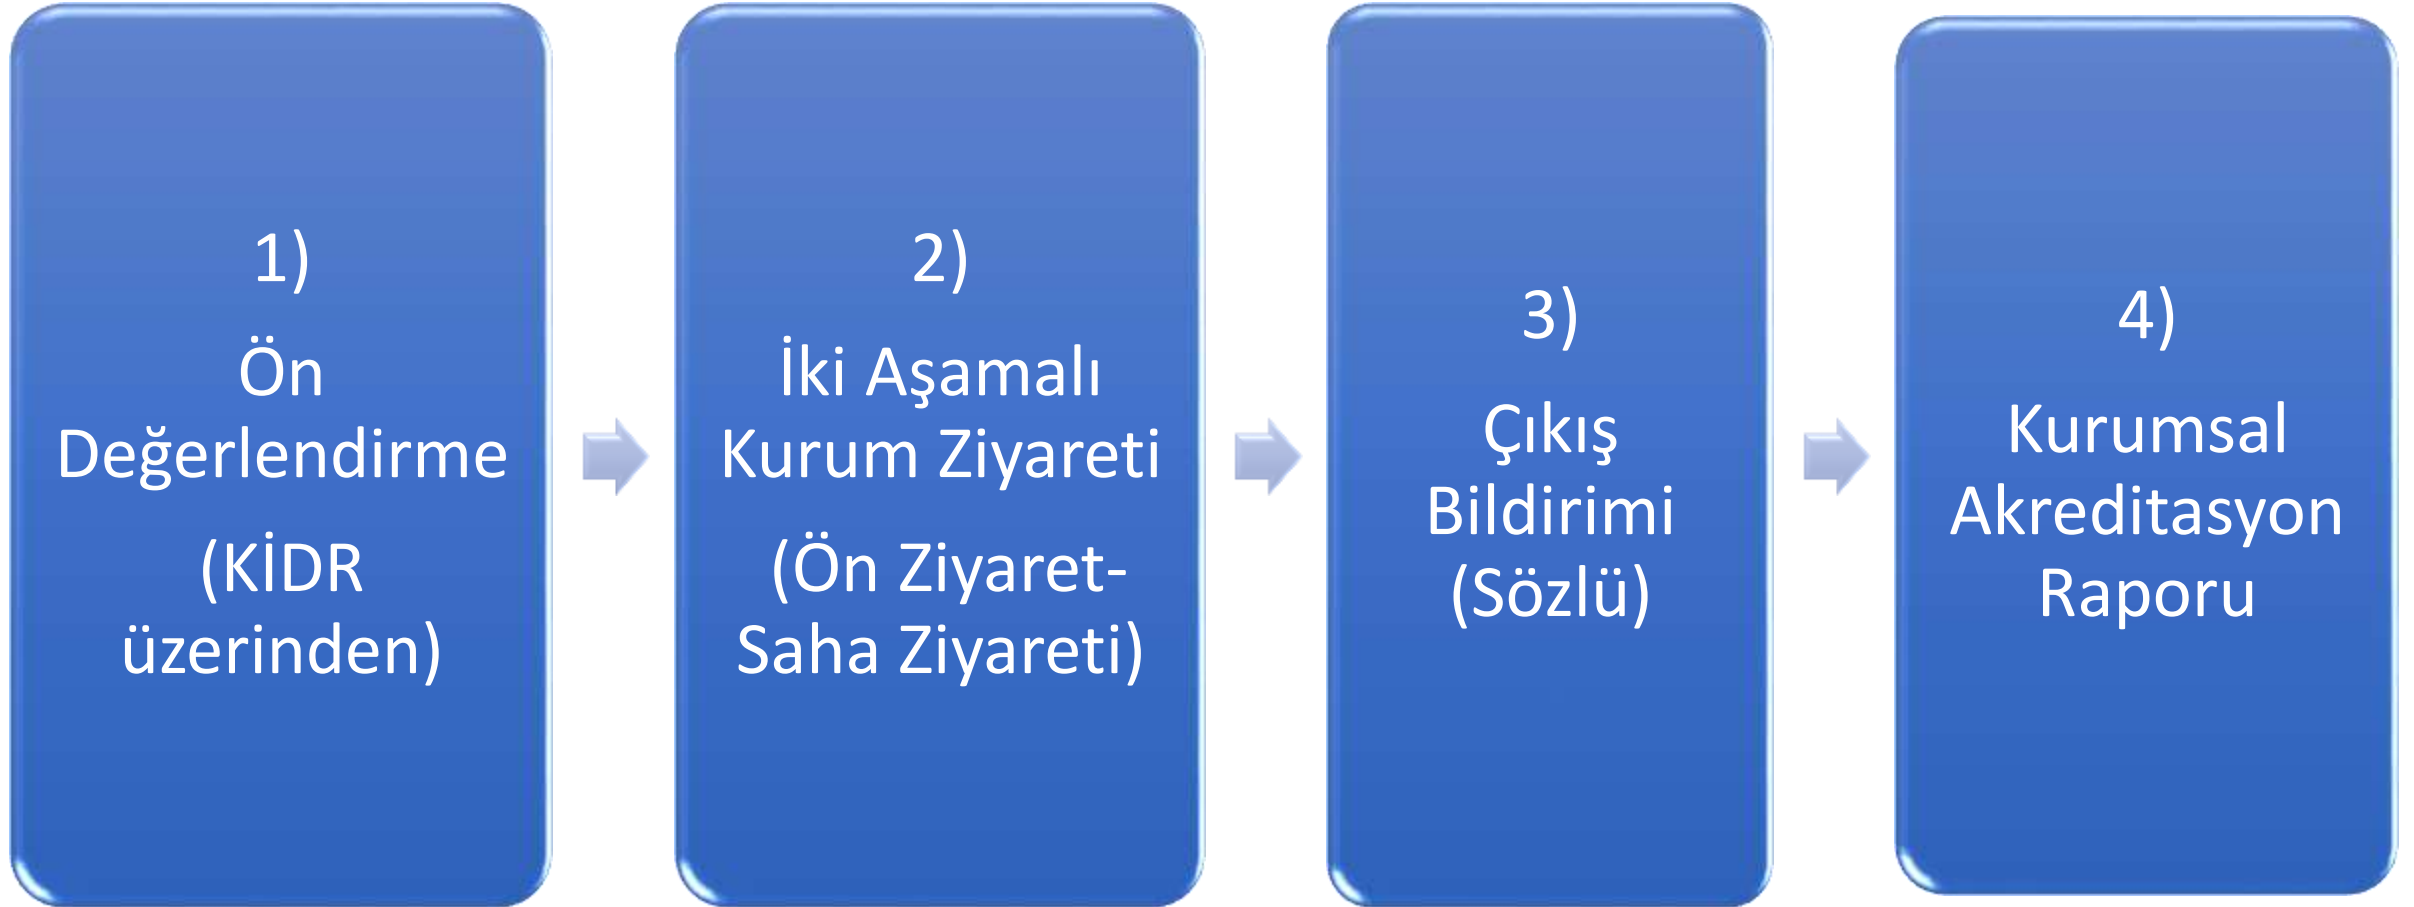 1)
Ön
Değerlendirme
(KİDR
üzerinden)
2)
İki Aşamalı
Kurum Ziyareti
(Ön Ziyaret-
Saha Ziyareti)
3)
Çıkış
Bildirimi
(Sözlü)
4)
Kurumsal
Akreditasyon
Raporu